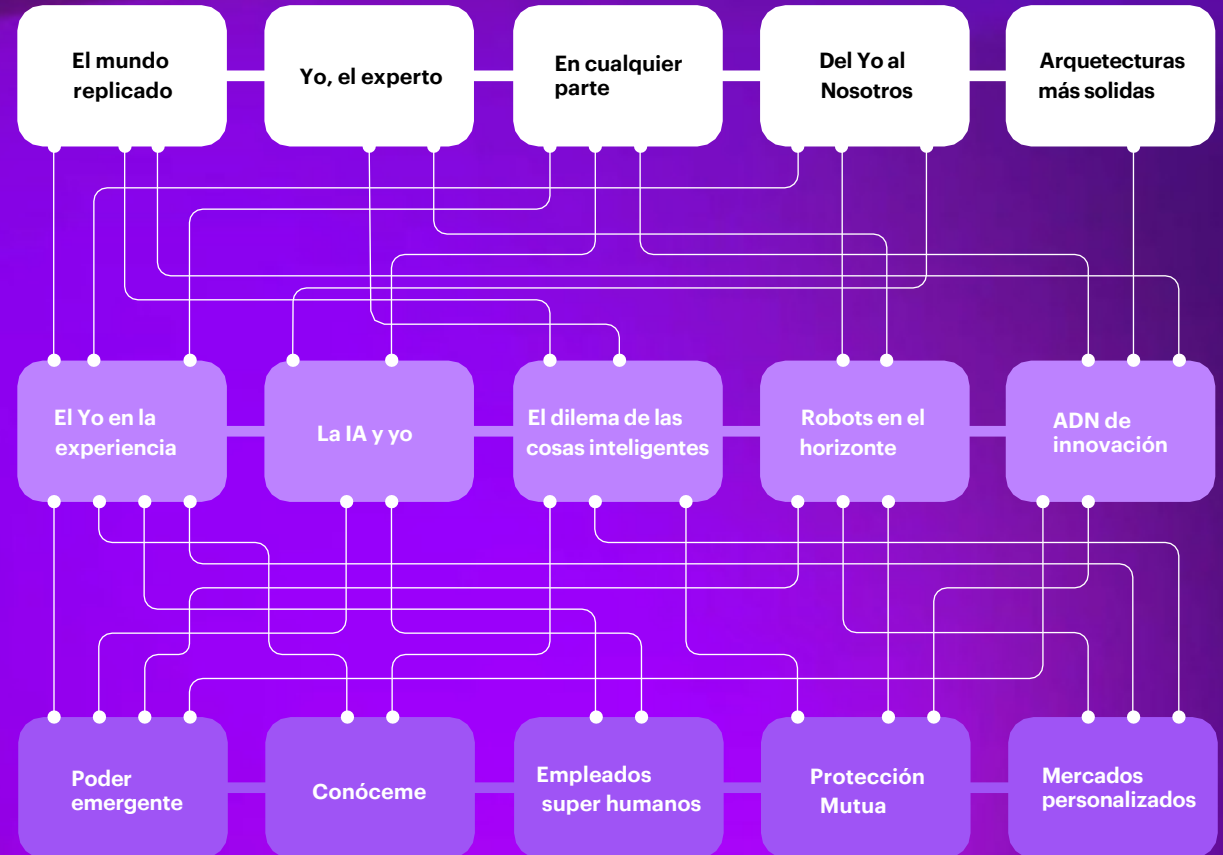 El mundo
replicado
Yo, el experto
En cualquier
parte
Del Yo al
Nosotros
Arquetecturas
más solidas
El Yo en la
experiencia
La IA y yo
El dilema de las
cosas inteligentes
Robots en el
horizonte
ADN de
innovación
Poder
emergente
Conóceme
Empleados
super humanos
Protección
Mutua
Mercados
personalizados